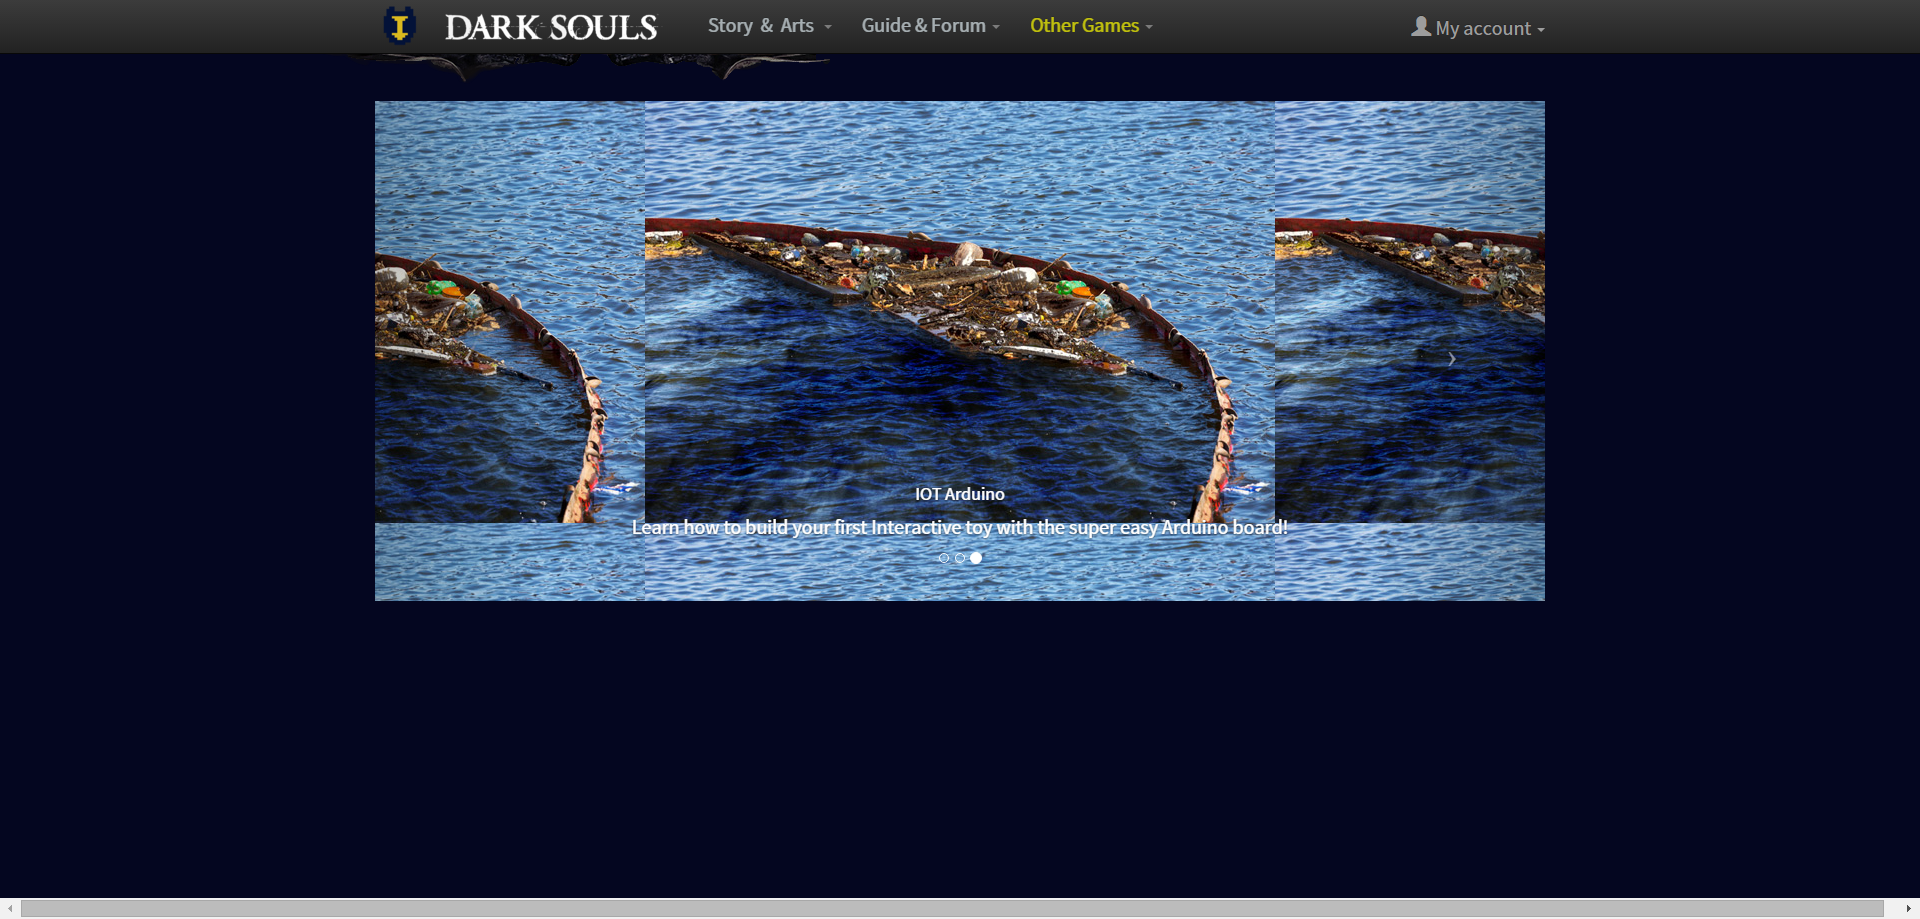 I DARK SOULS Story & Arts Guide & Forum Other Games My account
IOT Arduino
Learn how to build your first Interactive toy with the super easy Arduino board!